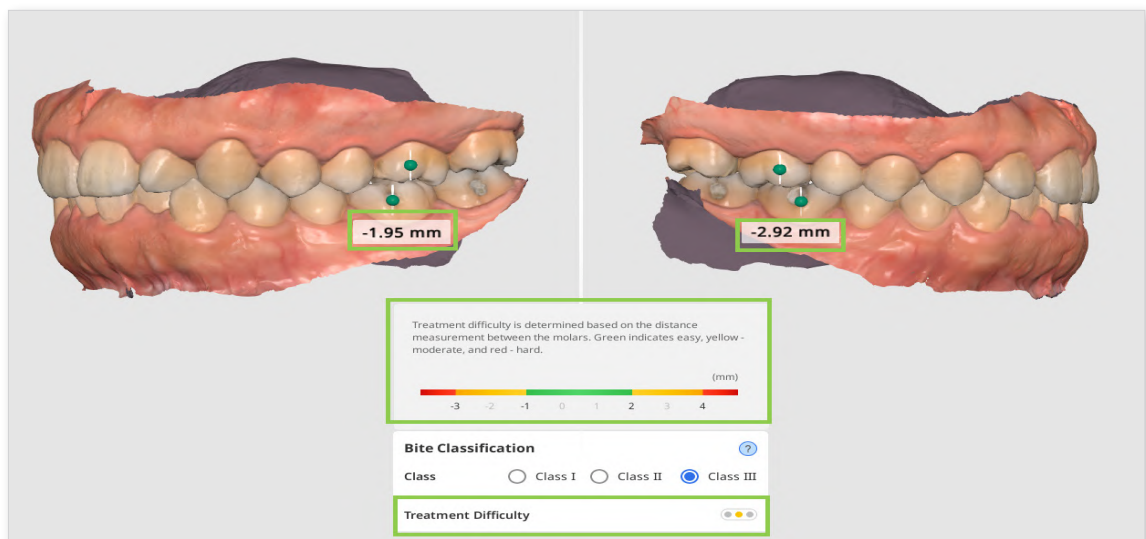 -1.95 mm
-2.92 mm
Treatment difficulty is determined based on the distance
measurement between the molars. Green indicates easy, yellow -
moderate, and red - hard.
(mm)
-3 -2 -1 0 1 2 3 4
Bite Classification ?
Class Class I Class II Class III
Treatment Difficulty